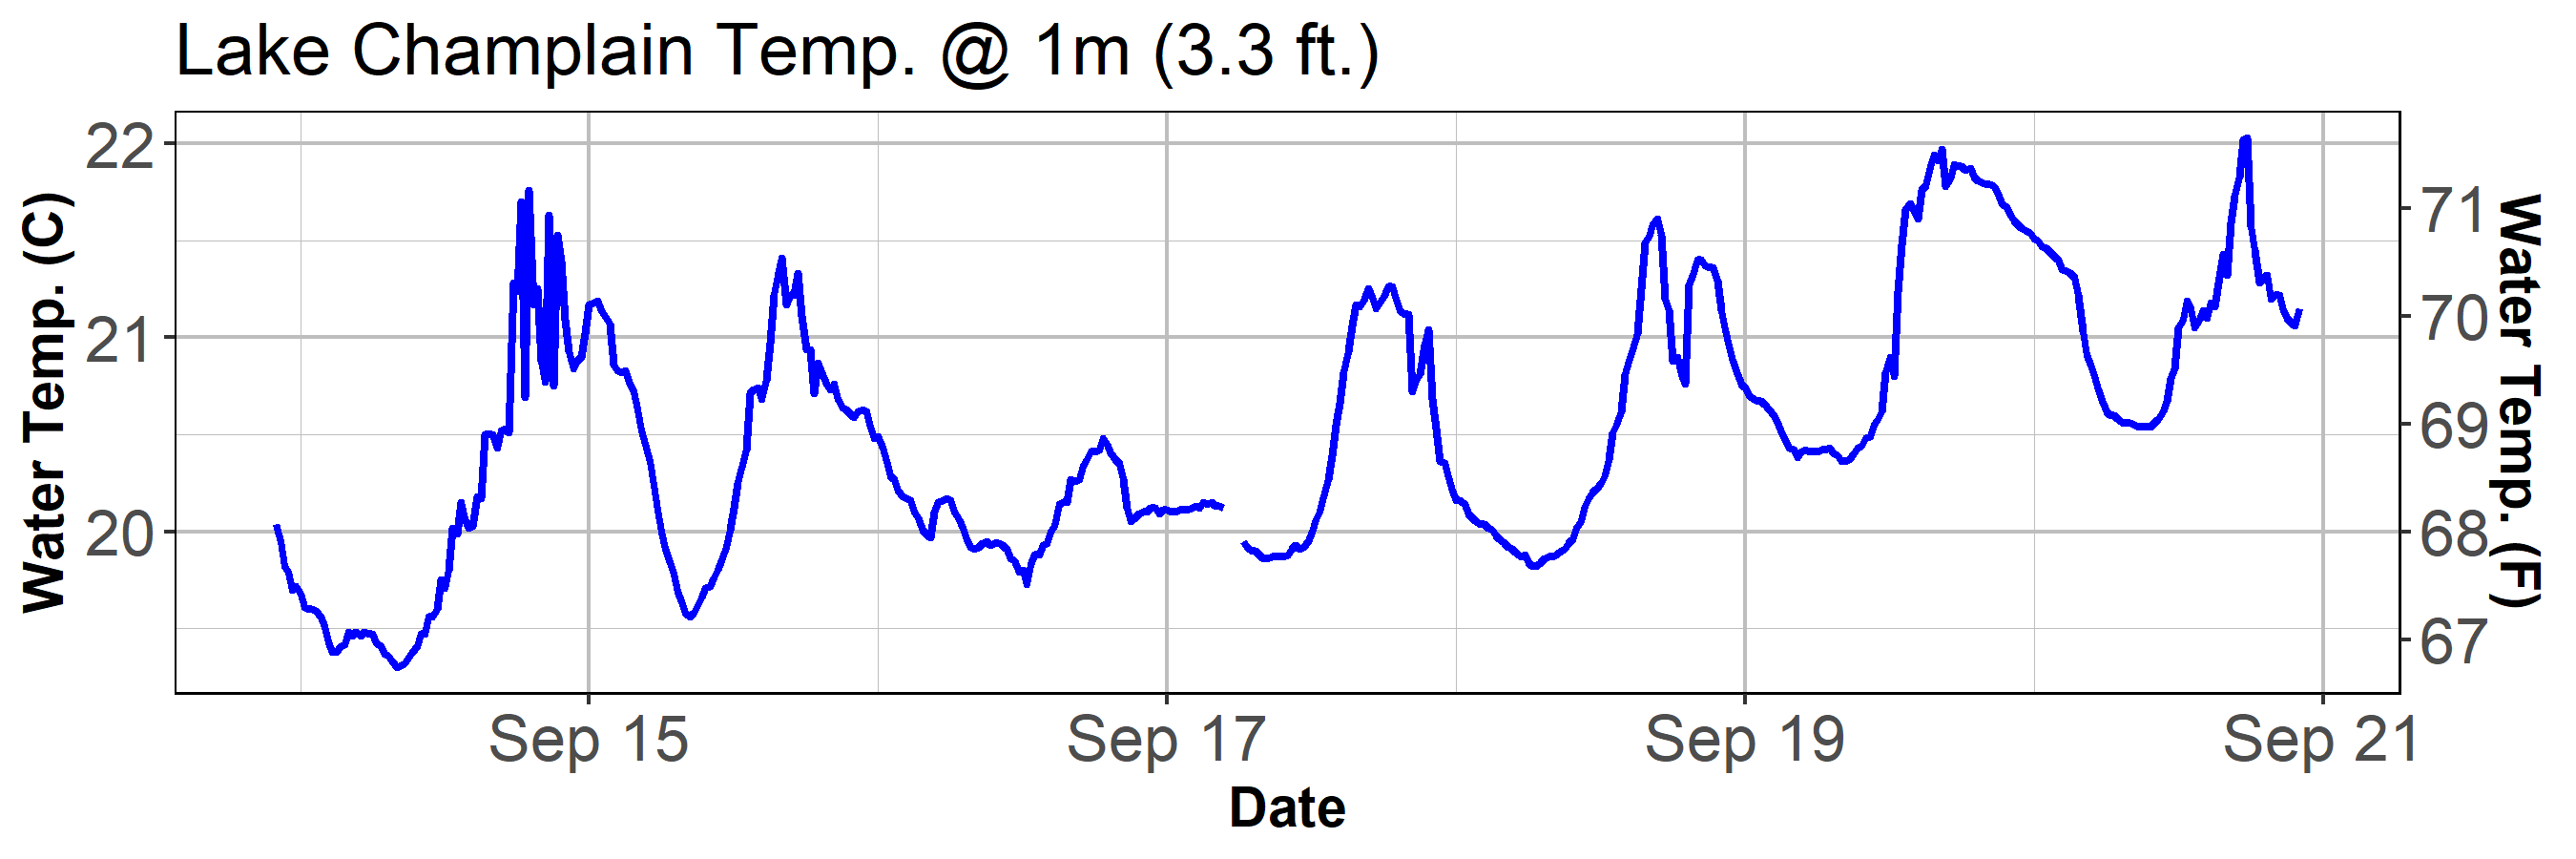 Lake Champlain Temp. @ 1m (3.3 ft.)
Water Temp. (C)
22
21
20
71
70
69
68
67
Water Temp. (F)
Sep 15
Sep 17
Sep 19
Sep 21
Date